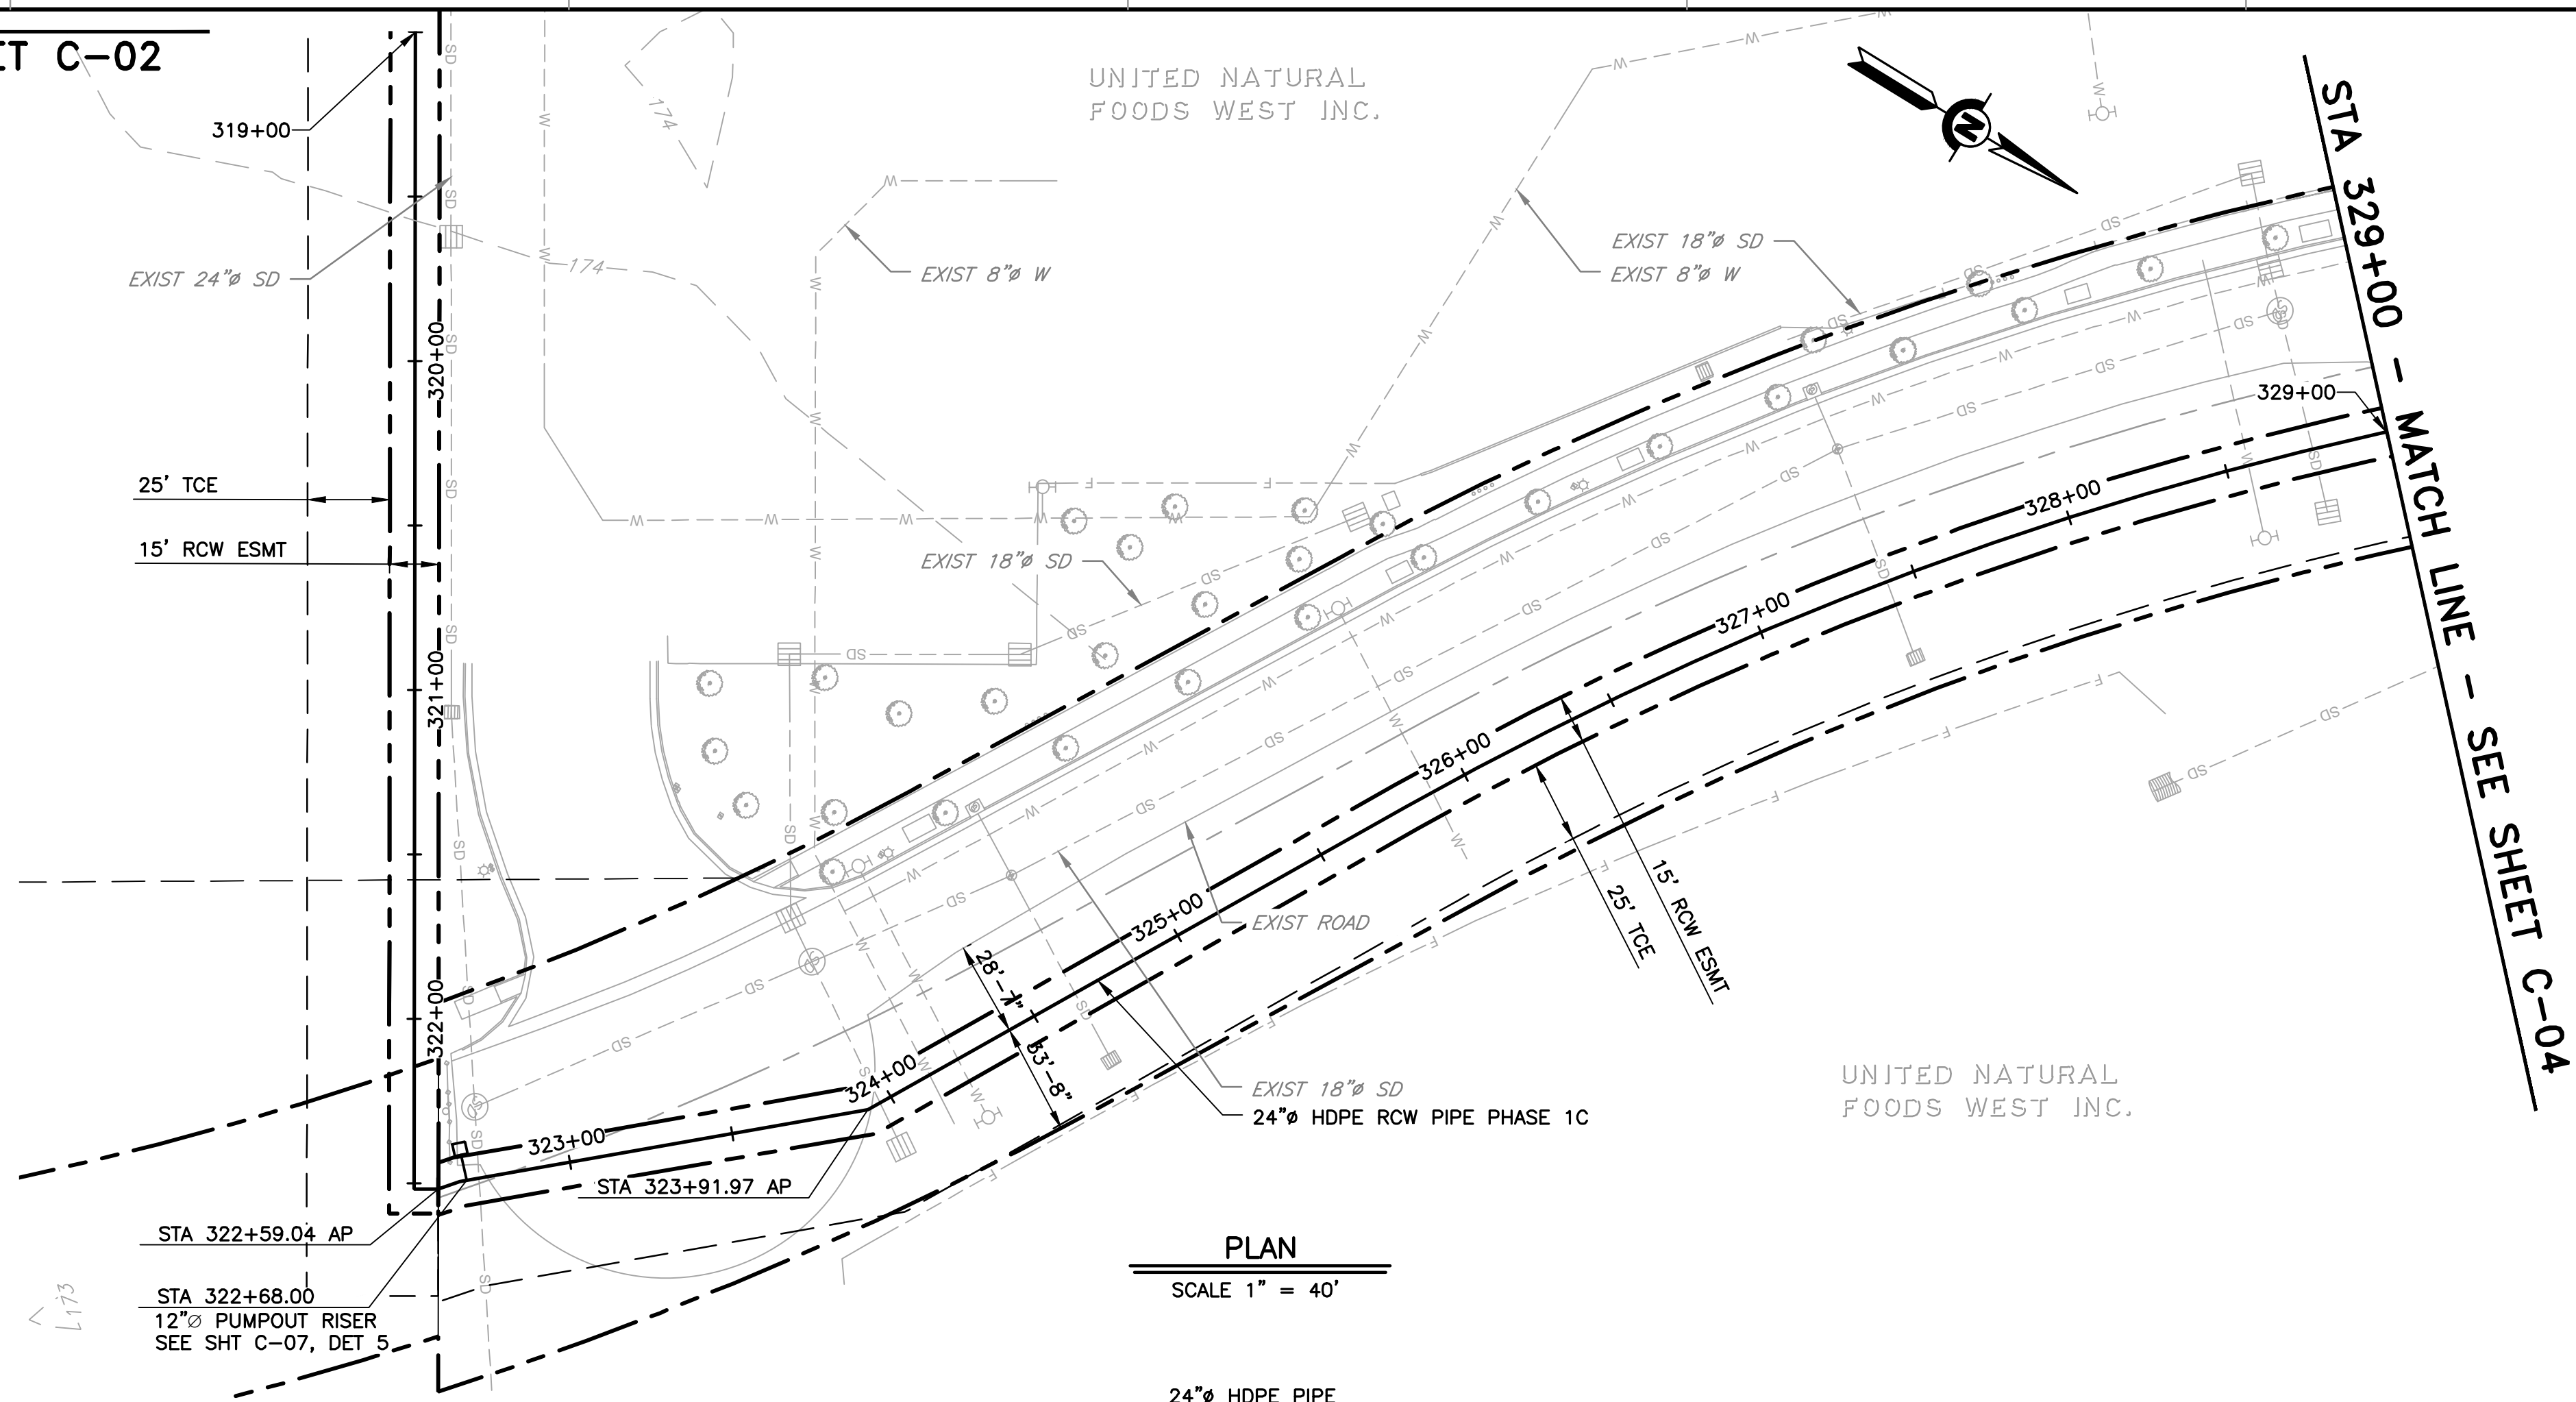 ET C-02
UNITED NATURAL
FOODS WEST INC.
174
N
STA 329+00 - MATCH LINE - SEE SHEET C-04
319+00
EXIST 24"ø SD
174
EXIST 8"ø W
EXIST 18"ø SD
EXIST 8"ø W
320+00
329+00
25' TCE
15' RCW ESMT
328+00
EXIST 18"ø SD
327+00
321+00
326+00
15' RCW ESMT
25' TCE
325+00
EXIST ROAD
28'-7"
33'-8"
322+00
324+00
EXIST 18"ø SD
24"ø HDPE RCW PIPE PHASE 1C
UNITED NATURAL
FOODS WEST INC.
323+00
STA 323+91.97 AP
STA 322+59.04 AP
STA 322+68.00
12"∅ PUMPOUT RISER
SEE SHT C-07, DET 5
173
PLAN
SCALE 1" = 40'
24"ø HDPE PIPE
SD
W
F